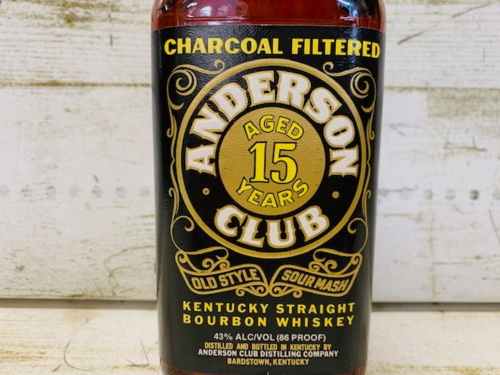 CHARCOAL FILTERED
ANDERSON
AGED
15
YEARS
CLUB
OLD STYLE SOUR MASH
KENTUCKY STRAIGHT
BOURBON WHISKEY
43% ALC/VOL (86 PROOF)
DISTILLED AND BOTTLED IN KENTUCKY BY
ANDERSON CLUB DISTILLING COMPANY
BARDSTOWN, KENTUCKY